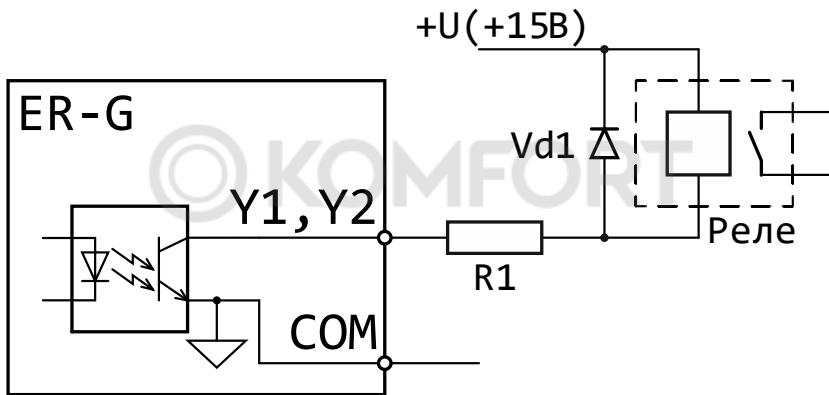 +U(+15В)
ER-G
Vd1
KOMFORT
Y1,Y2
Реле
R1
COM